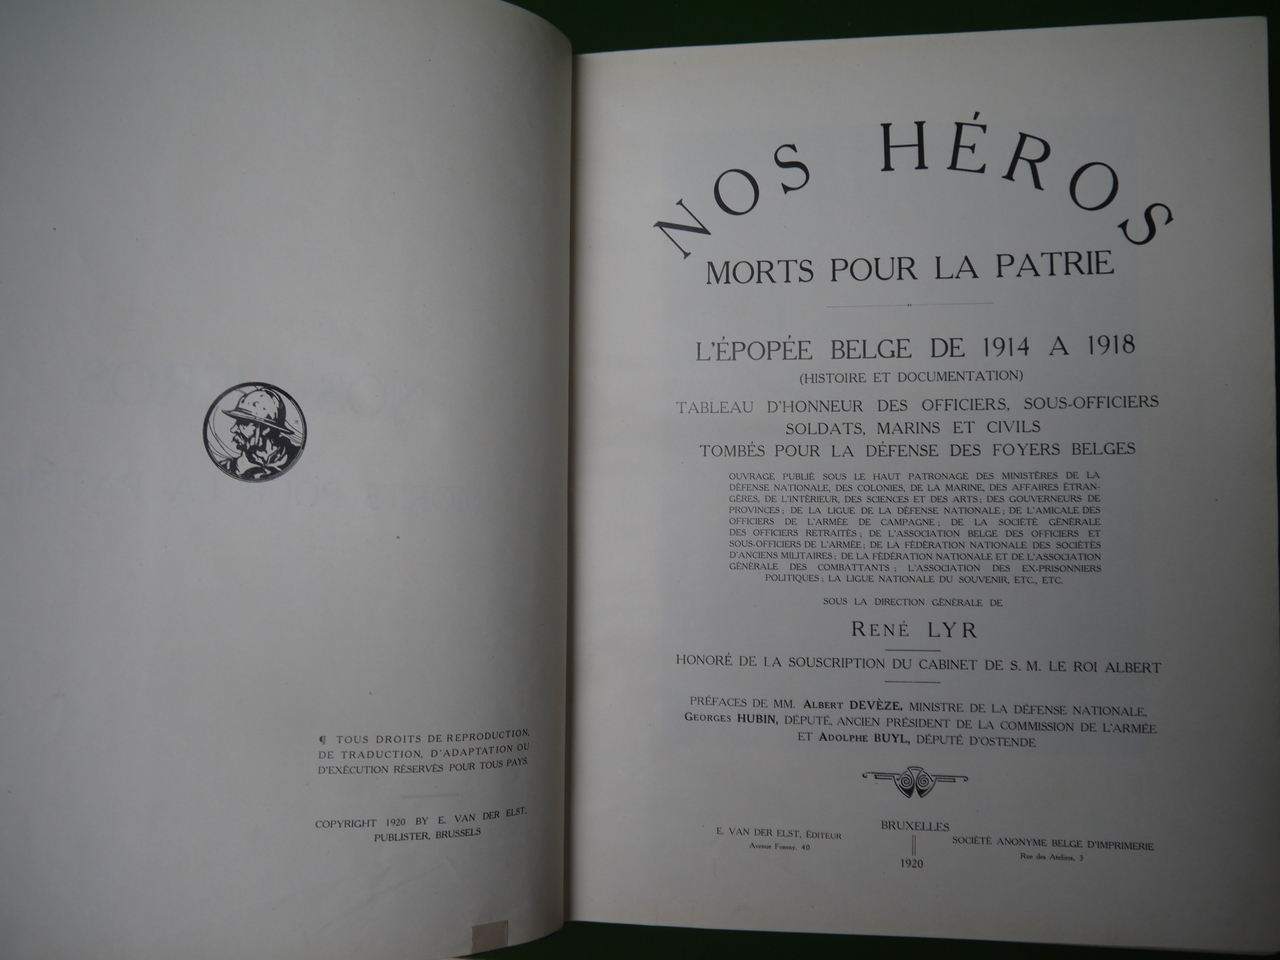 ¶ TOUS DROITS DE REPRODUCTION,
DE TRADUCTION, D'ADAPTATION OU
D'EXÉCUTION RÉSERVÉS POUR TOUS PAYS.
COPYRIGHT 1920 BY E. VAN DER ELST,
PUBLISTER, BRUSSELS
NOS HÉROS
MORTS POUR LA PATRIE
L'ÉPOPÉE BELGE DE 1914 A 1918
(HISTOIRE ET DOCUMENTATION)
TABLEAU D'HONNEUR DES OFFICIERS, SOUS-OFFICIERS
SOLDATS, MARINS ET CIVILS
TOMBÉS POUR LA DÉFENSE DES FOYERS BELGES
OUVRAGE PUBLIÉ SOUS LE HAUT PATRONAGE DES MINISTÈRES DE LA
DÉFENSE NATIONALE, DES COLONIES, DE LA MARINE, DES AFFAIRES ÉTRAN-
GÈRES, DE L'INTÉRIEUR, DES SCIENCES ET DES ARTS; DES GOUVERNEURS DE
PROVINCES; DE LA LIGUE DE LA DÉFENSE NATIONALE; DE L'AMICALE DES
OFFICIERS DE L'ARMÉE DE CAMPAGNE; DE LA SOCIÉTÉ GÉNÉRALE
DES OFFICIERS RETRAITÉS; DE L'ASSOCIATION BELGE DES OFFICIERS ET
SOUS-OFFICIERS DE L'ARMÉE; DE LA FÉDÉRATION NATIONALE DES SOCIÉTÉS
D'ANCIENS MILITAIRES; DE LA FÉDÉRATION NATIONALE ET DE L'ASSOCIATION
GÉNÉRALE DES COMBATTANTS; L'ASSOCIATION DES EX-PRISONNIERS
POLITIQUES; LA LIGUE NATIONALE DU SOUVENIR, ETC., ETC.
SOUS LA DIRECTION GÉNÉRALE DE
RENÉ LYR
HONORÉ DE LA SOUSCRIPTION DU CABINET DE S. M. LE ROI ALBERT
PRÉFACES DE MM. ALBERT DEVÈZE, MINISTRE DE LA DÉFENSE NATIONALE,
GEORGES HUBIN, DÉPUTÉ, ANCIEN PRÉSIDENT DE LA COMMISSION DE L'ARMÉE
ET ADOLPHE BUYL, DÉPUTÉ D'OSTENDE
E. VAN DER ELST, ÉDITEUR
Avenue Fonsny, 40
BRUXELLES
1920
SOCIÉTÉ ANONYME BELGE D'IMPRIMERIE
Rue des Ateliers, 3